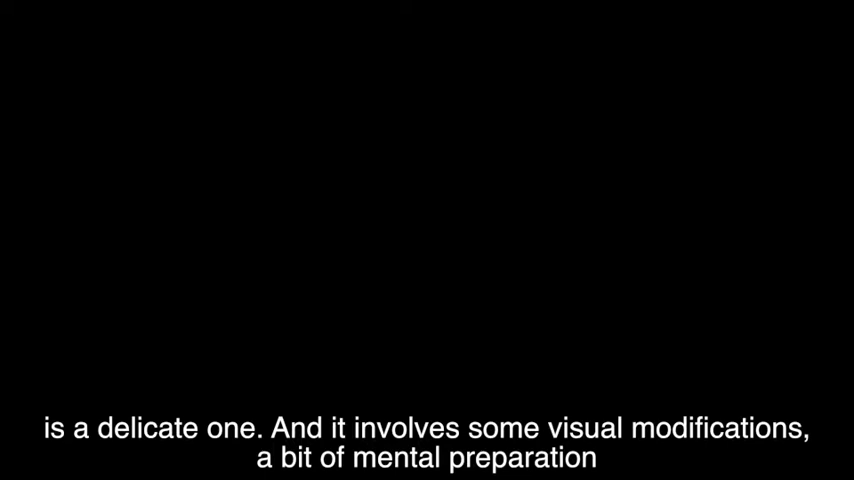 is a delicate one. And it involves some visual modifications,
a bit of mental preparation